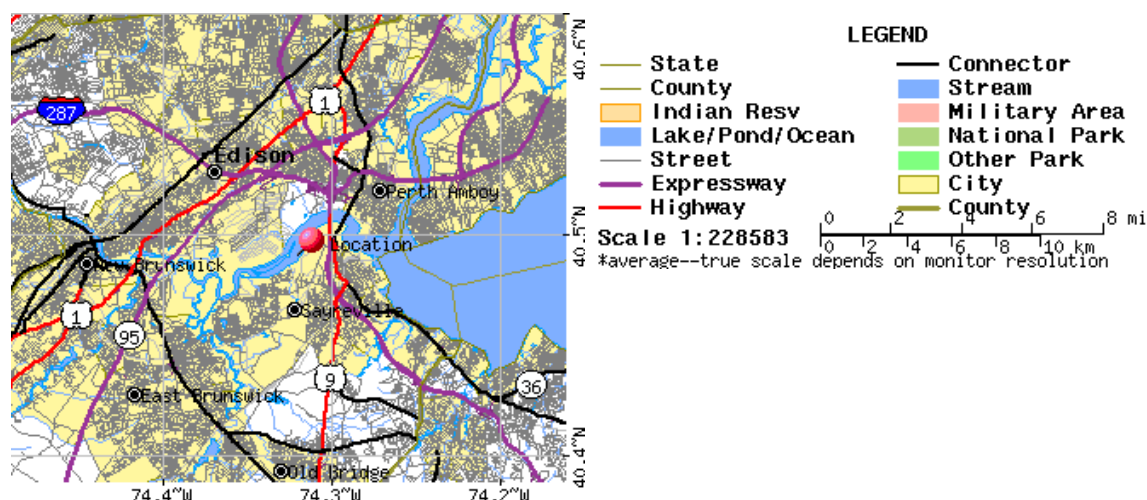 1
287
Edison
Perth Amboy
Location
New Brunswick
Sayreville
1
95
9
36
East Brunswick
Old Bridge
40.6~N
40.5~N
40.4~N
74.4~W
74.3~W
74.2~W
LEGEND
State
County
Indian Resv
Lake/Pond/Ocean
Street
Expressway
Highway
Connector
Stream
Military Area
National Park
Other Park
City
County
0 2 4 6 8 mi
Scale 1:228583
0 2 4 6 8 10 km
*average--true scale depends on monitor resolution